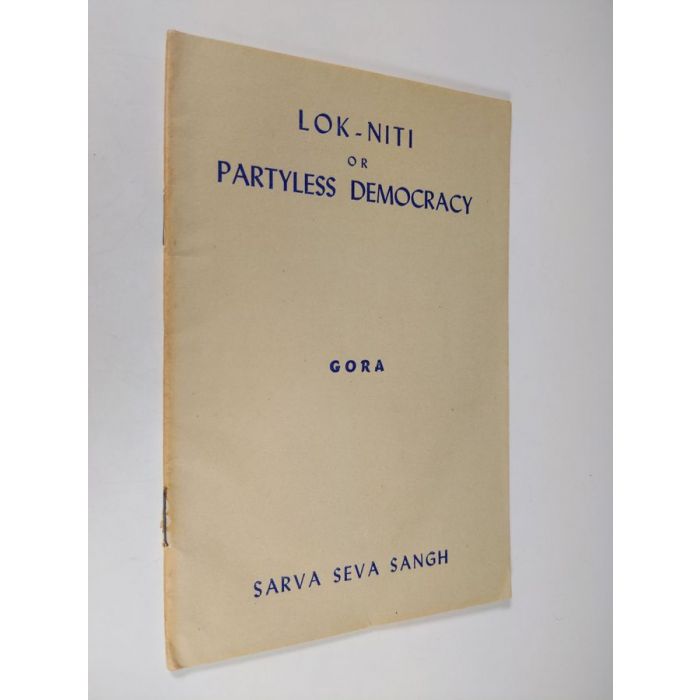 LOK-NITI
OR
PARTYLESS DEMOCRACY
GORA
SARVA SEVA SANGH